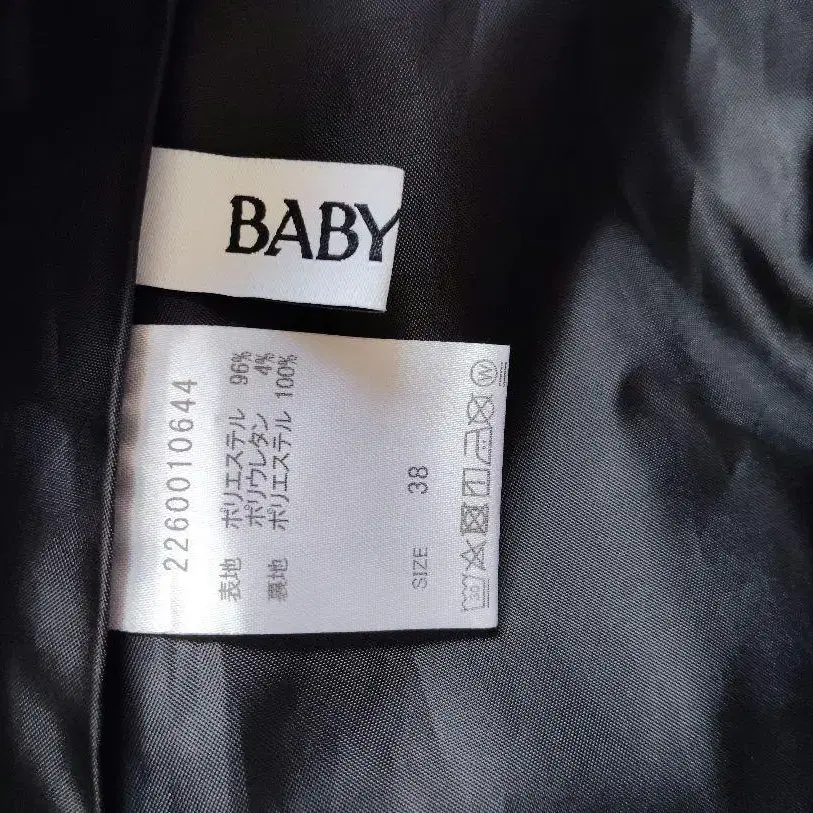 BABY
2260010644
表地 ポリエステル 96%
ポリウレタン 4%
裏地 ポリエステル 100%
SIZE 38
30
W